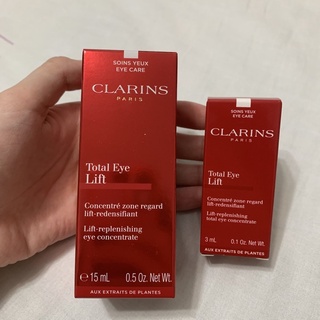 SOINS YEUX
EYE CARE
CLARINS
PARIS
Total Eye
Lift
Concentré zone regard
lift-redensifiant
Lift-replenishing
eye concentrate
℮ 15 mL 0.5 Oz. Net Wt.
AUX EXTRAITS DE PLANTES
SOINS YEUX
EYE CARE
CLARINS
PARIS
Total Eye
Lift
Concentré zone regard
lift-redensifiant
Lift-replenishing
total eye concentrate
3 mL 0.1 Oz. Net Wt.
AUX EXTRAITS DE PLANTES